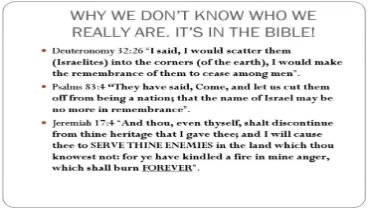 WHY WE DON'T KNOW WHO WE
REALLY ARE. IT'S IN THE BIBLE!
• Deuteronomy 32:26 "I said, I would scatter them
(Israelites) into the corners (of the earth), I would make
the remembrance of them to cease among men".
• Psalms 83:4 "They have said, Come, and let us cut them
off from being a nation; that the name of Israel may be
no more in remembrance".
• Jeremiah 17:4 "And thou, even thyself, shalt discontinue
from thine heritage that I gave thee; and I will cause
thee to SERVE THINE ENEMIES in the land which thou
knowest not: for ye have kindled a fire in mine anger,
which shall burn FOREVER".